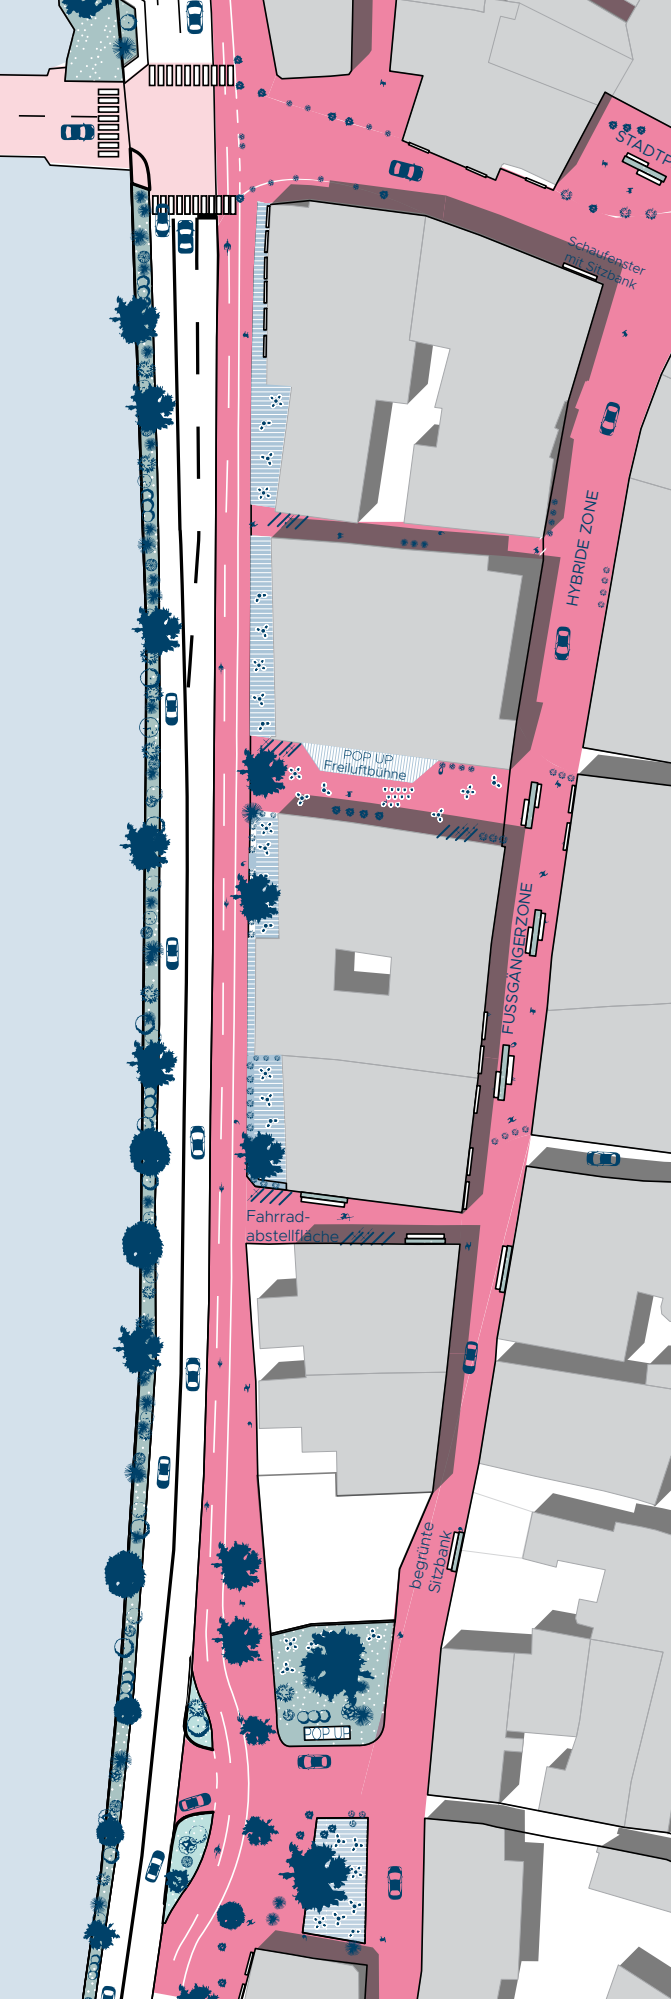 STADTP
Schaufenster
mit Sitzbank
HYBRIDE ZONE
POP UP
Freiluftbühne
FUSSGÄNGERZONE
Fahrrad-
abstellfläche
begrünte
Sitzbank
POP UP